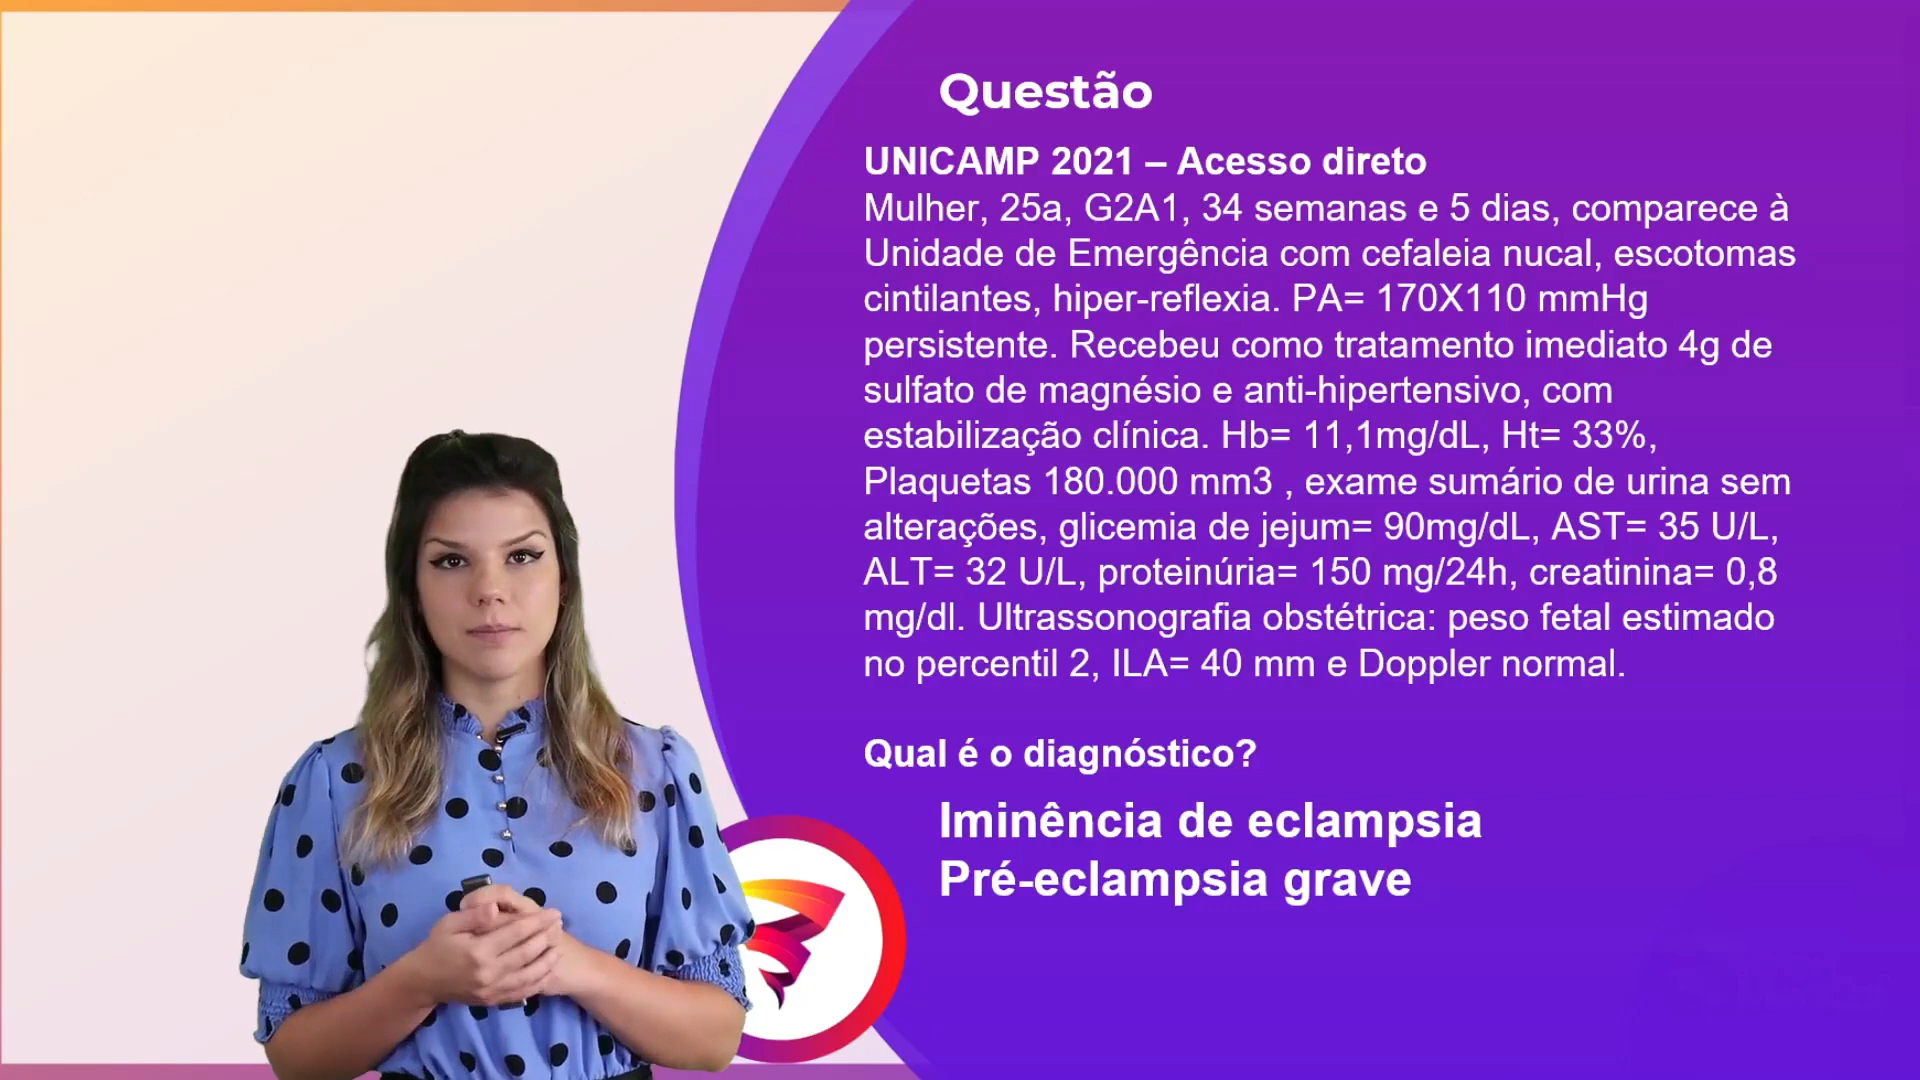 Questão
UNICAMP 2021 – Acesso direto
Mulher, 25a, G2A1, 34 semanas e 5 dias, comparece à
Unidade de Emergência com cefaleia nucal, escotomas
cintilantes, hiper-reflexia. PA= 170X110 mmHg
persistente. Recebeu como tratamento imediato 4g de
sulfato de magnésio e anti-hipertensivo, com
estabilização clínica. Hb= 11,1mg/dL, Ht= 33%,
Plaquetas 180.000 mm3 , exame sumário de urina sem
alterações, glicemia de jejum= 90mg/dL, AST= 35 U/L,
ALT= 32 U/L, proteinúria= 150 mg/24h, creatinina= 0,8
mg/dl. Ultrassonografia obstétrica: peso fetal estimado
no percentil 2, ILA= 40 mm e Doppler normal.
Qual é o diagnóstico?
Iminência de eclampsia
Pré-eclampsia grave